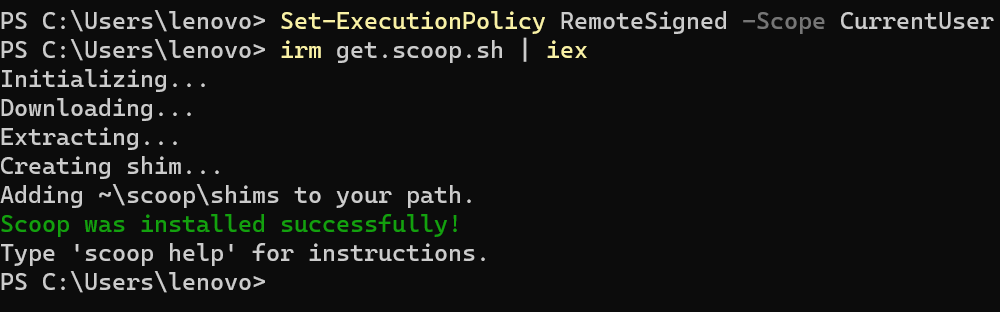 PS C:\Users\lenovo> Set-ExecutionPolicy RemoteSigned -Scope CurrentUser
PS C:\Users\lenovo> irm get.scoop.sh | iex
Initializing...
Downloading...
Extracting...
Creating shim...
Adding ~\scoop\shims to your path.
Scoop was installed successfully!
Type 'scoop help' for instructions.
PS C:\Users\lenovo>